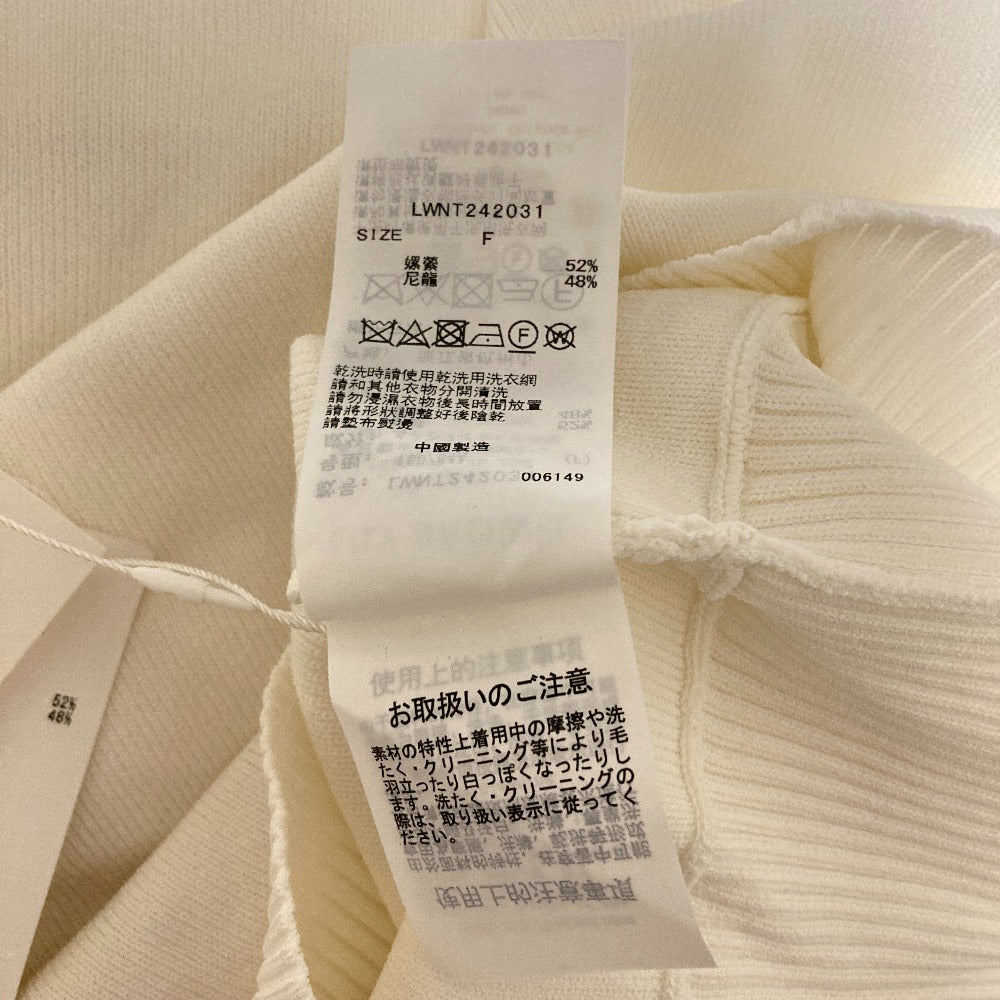 LWNT242031
SIZE F
嫘縈 52%
尼龍 48%
F W
乾洗時請使用乾洗用洗衣網
請和其他衣物分開清洗
請勿浸濕衣物後長時間放置
請將形狀調整好後陰乾
請墊布熨燙
中國製造
006149
52%
48%
使用上的注意事項
お取扱いのご注意
素材の特性上着用中の摩擦や洗
たく・クリーニング等により毛
羽立ったり白っぽくなったりし
ます。洗たく・クリーニングの
際は、取り扱い表示に従ってく
ださい。